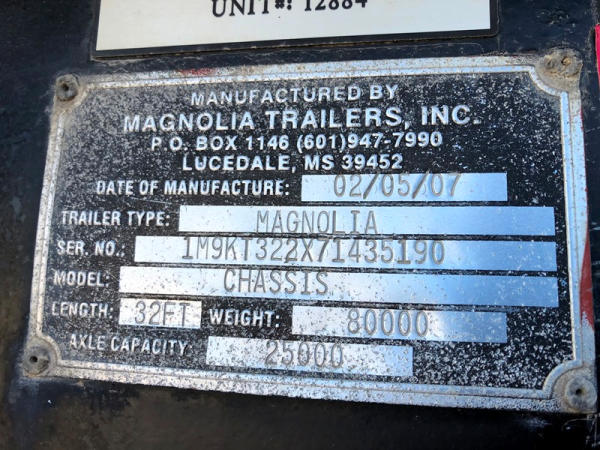 UNIT#: 12884
MANUFACTURED BY
MAGNOLIA TRAILERS, INC.
P.O. BOX 1146 (601)947-7990
LUCEDALE, MS 39452
DATE OF MANUFACTURE: 02/05/07
TRAILER TYPE: MAGNOLIA
SER. NO.: 1M9KT322X71435190
MODEL: CHASSIS
LENGTH: 32FT WEIGHT: 80000
AXLE CAPACITY: 25000